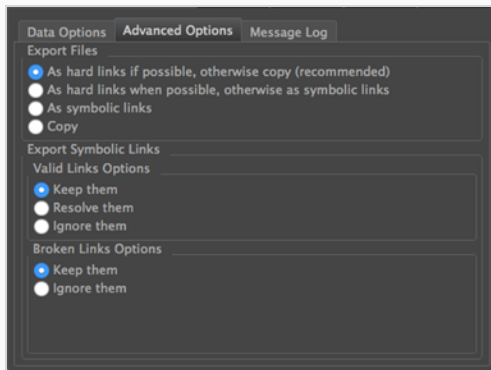 Data Options Advanced Options Message Log
Export Files
As hard links if possible, otherwise copy (recommended)
As hard links when possible, otherwise as symbolic links
As symbolic links
Copy
Export Symbolic Links
Valid Links Options
Keep them
Resolve them
Ignore them
Broken Links Options
Keep them
Ignore them